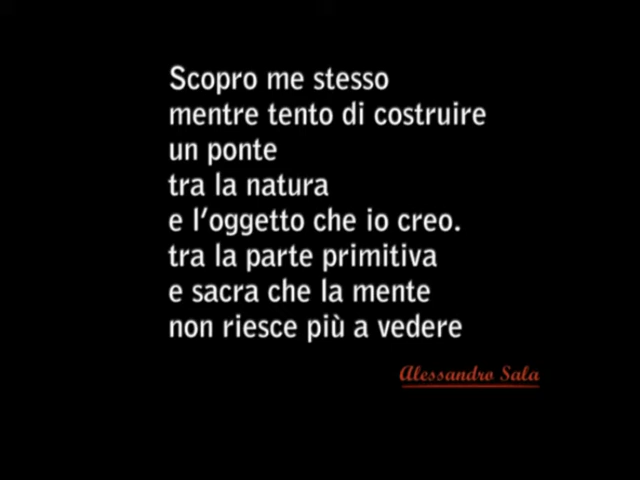 Scopro me stesso
mentre tento di costruire
un ponte
tra la natura
e l'oggetto che io creo.
tra la parte primitiva
e sacra che la mente
non riesce più a vedere
Alessandro Sala